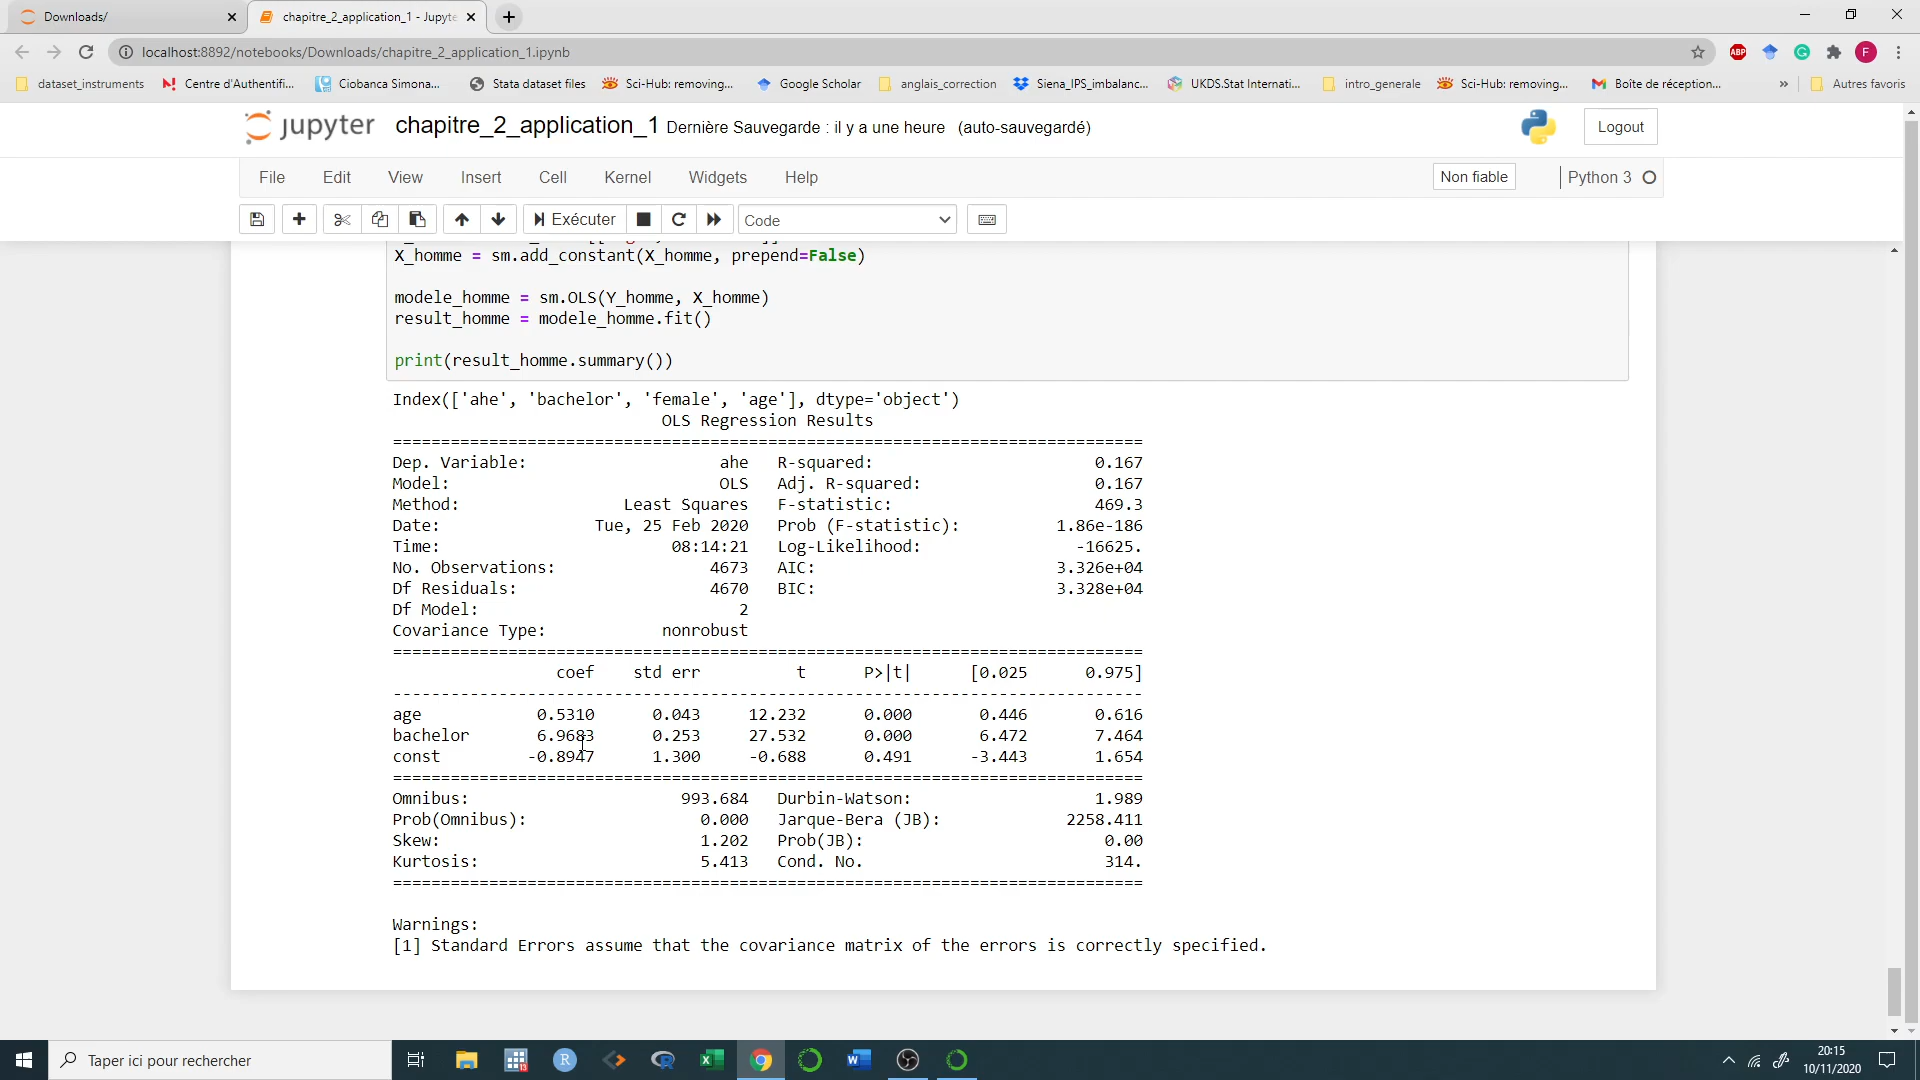 Downloads/
chapitre_2_application_1 - Jupyte
localhost:8892/notebooks/Downloads/chapitre_2_application_1.ipynb
ABP
F
dataset_instruments
Centre d'Authentifi...
Ciobanca Simona...
Stata dataset files
Sci-Hub: removing...
Google Scholar
anglais_correction
Siena_IPS_imbalanc...
UKDS.Stat Internati...
intro_generale
Sci-Hub: removing...
Boîte de réception...
»
Autres favoris
jupyter chapitre_2_application_1 Dernière Sauvegarde : il y a une heure (auto-sauvegardé)
Logout
File Edit View Insert Cell Kernel Widgets Help
Non fiable
Python 3
Exécuter
Code
X_homme = sm.add_constant(X_homme, prepend=False)
modele_homme = sm.OLS(Y_homme, X_homme)
result_homme = modele_homme.fit()
print(result_homme.summary())
Index(['ahe', 'bachelor', 'female', 'age'], dtype='object')
OLS Regression Results
==============================================================================
Dep. Variable: ahe R-squared: 0.167
Model: OLS Adj. R-squared: 0.167
Method: Least Squares F-statistic: 469.3
Date: Tue, 25 Feb 2020 Prob (F-statistic): 1.86e-186
Time: 08:14:21 Log-Likelihood: -16625.
No. Observations: 4673 AIC: 3.326e+04
Df Residuals: 4670 BIC: 3.328e+04
Df Model: 2
Covariance Type: nonrobust
==============================================================================
coef std err t P>|t| [0.025 0.975]
------------------------------------------------------------------------------
age 0.5310 0.043 12.232 0.000 0.446 0.616
bachelor 6.9683 0.253 27.532 0.000 6.472 7.464
const -0.8947 1.300 -0.688 0.491 -3.443 1.654
==============================================================================
Omnibus: 993.684 Durbin-Watson: 1.989
Prob(Omnibus): 0.000 Jarque-Bera (JB): 2258.411
Skew: 1.202 Prob(JB): 0.00
Kurtosis: 5.413 Cond. No. 314.
==============================================================================
Warnings:
[1] Standard Errors assume that the covariance matrix of the errors is correctly specified.
Taper ici pour rechercher
20:15
10/11/2020